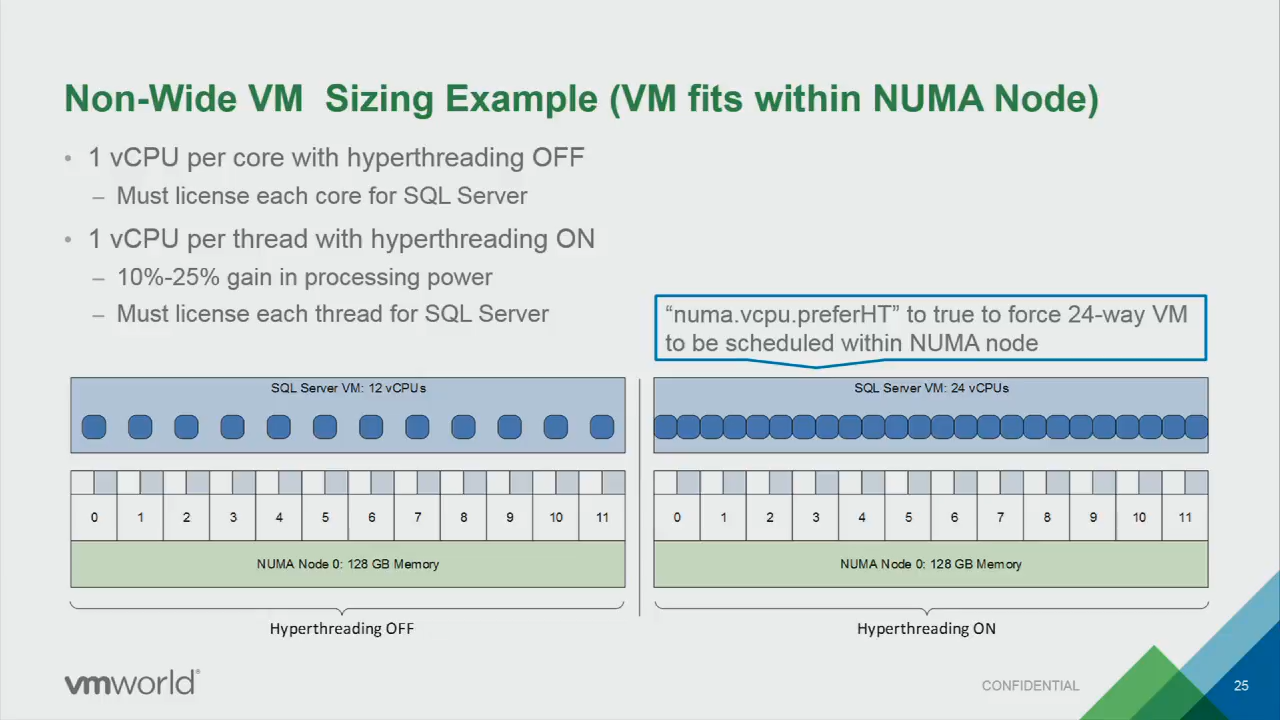 Non-Wide VM  Sizing Example (VM fits within NUMA Node)
• 1 vCPU per core with hyperthreading OFF
– Must license each core for SQL Server
• 1 vCPU per thread with hyperthreading ON
– 10%-25% gain in processing power
– Must license each thread for SQL Server
“numa.vcpu.preferHT” to true to force 24-way VM
to be scheduled within NUMA node
SQL Server VM: 12 vCPUs
0 1 2 3 4 5 6 7 8 9 10 11
NUMA Node 0: 128 GB Memory
Hyperthreading OFF
SQL Server VM: 24 vCPUs
0 1 2 3 4 5 6 7 8 9 10 11
NUMA Node 0: 128 GB Memory
Hyperthreading ON
vmworld®
CONFIDENTIAL
25